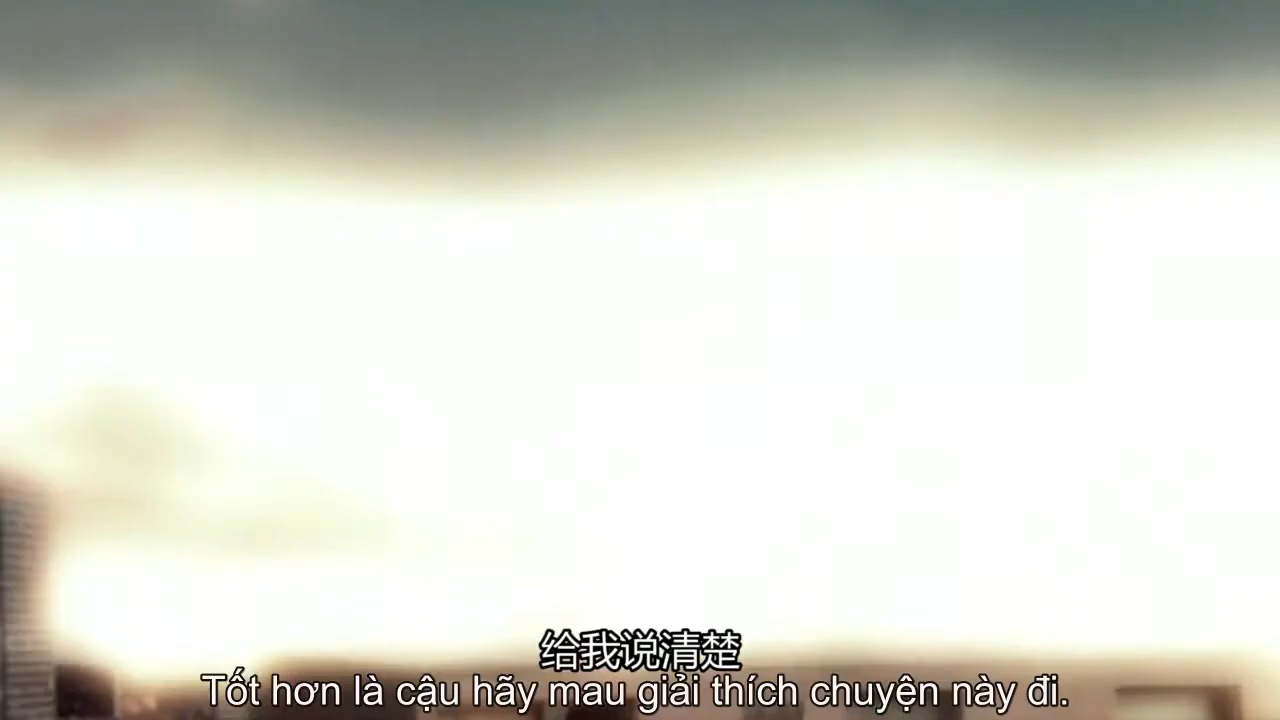 给我说清楚
Tốt hơn là cậu hãy mau giải thích chuyện này đi.